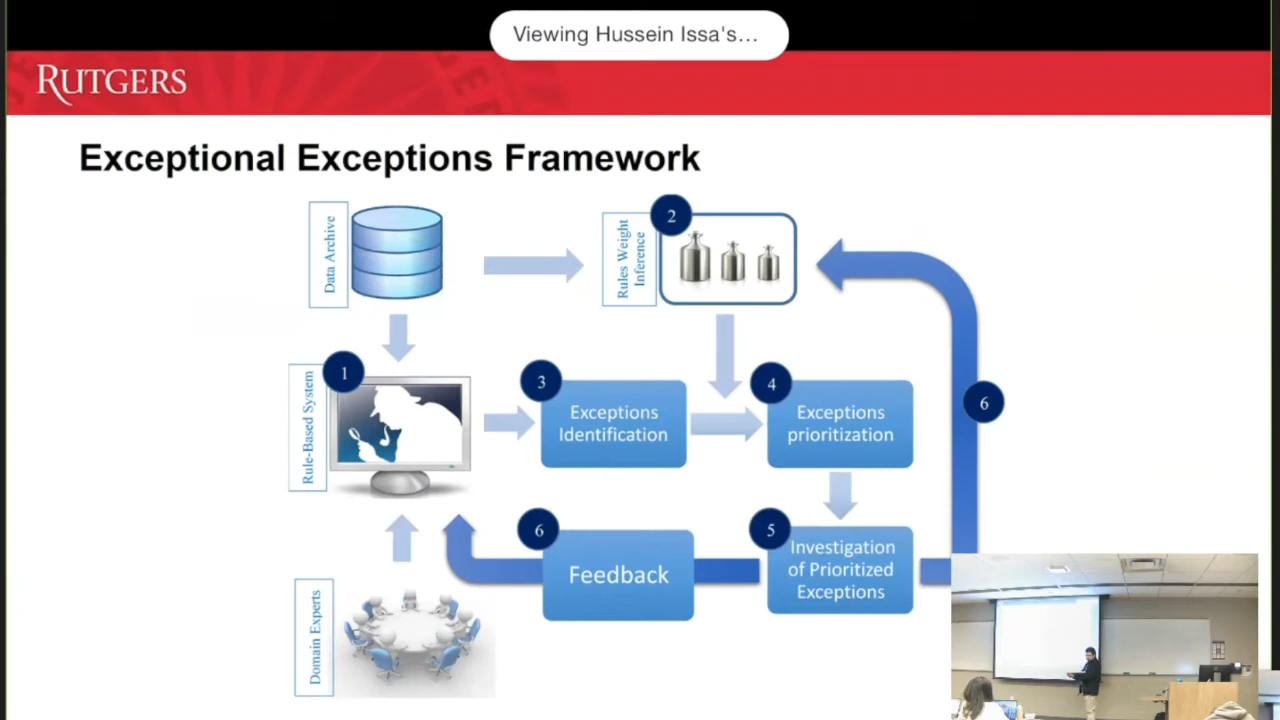 Viewing Hussein Issa's…
RUTGERS
Exceptional Exceptions Framework
Data Archive
Rules Weight
Inference
2
1
Rule-Based System
3
Exceptions
Identification
4
Exceptions
prioritization
6
6
Feedback
5
Investigation
of Prioritized
Exceptions
Domain Experts